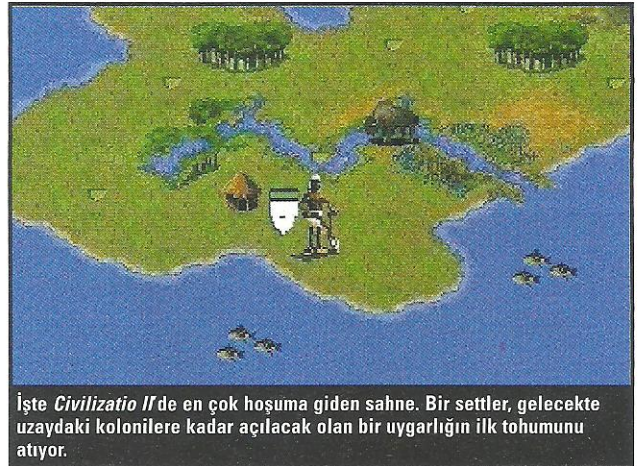 İşte Civilizatio II'de en çok hoşuma giden sahne. Bir settler, gelecekte
uzaydaki kolonilere kadar açılacak olan bir uygarlığın ilk tohumunu
atıyor.